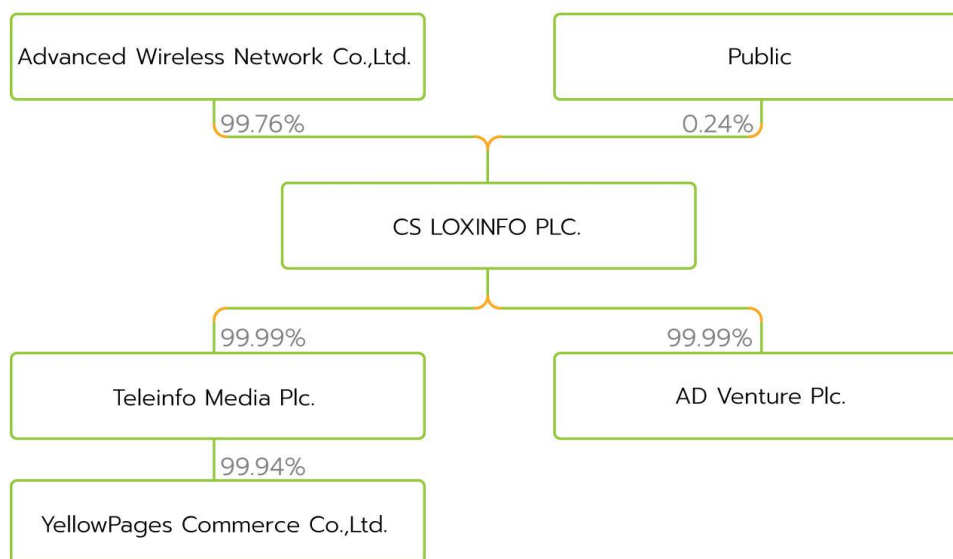 Advanced Wireless Network Co.,Ltd.
Public
99.76%
0.24%
CS LOXINFO PLC.
99.99%
99.99%
Teleinfo Media Plc.
AD Venture Plc.
99.94%
YellowPages Commerce Co.,Ltd.